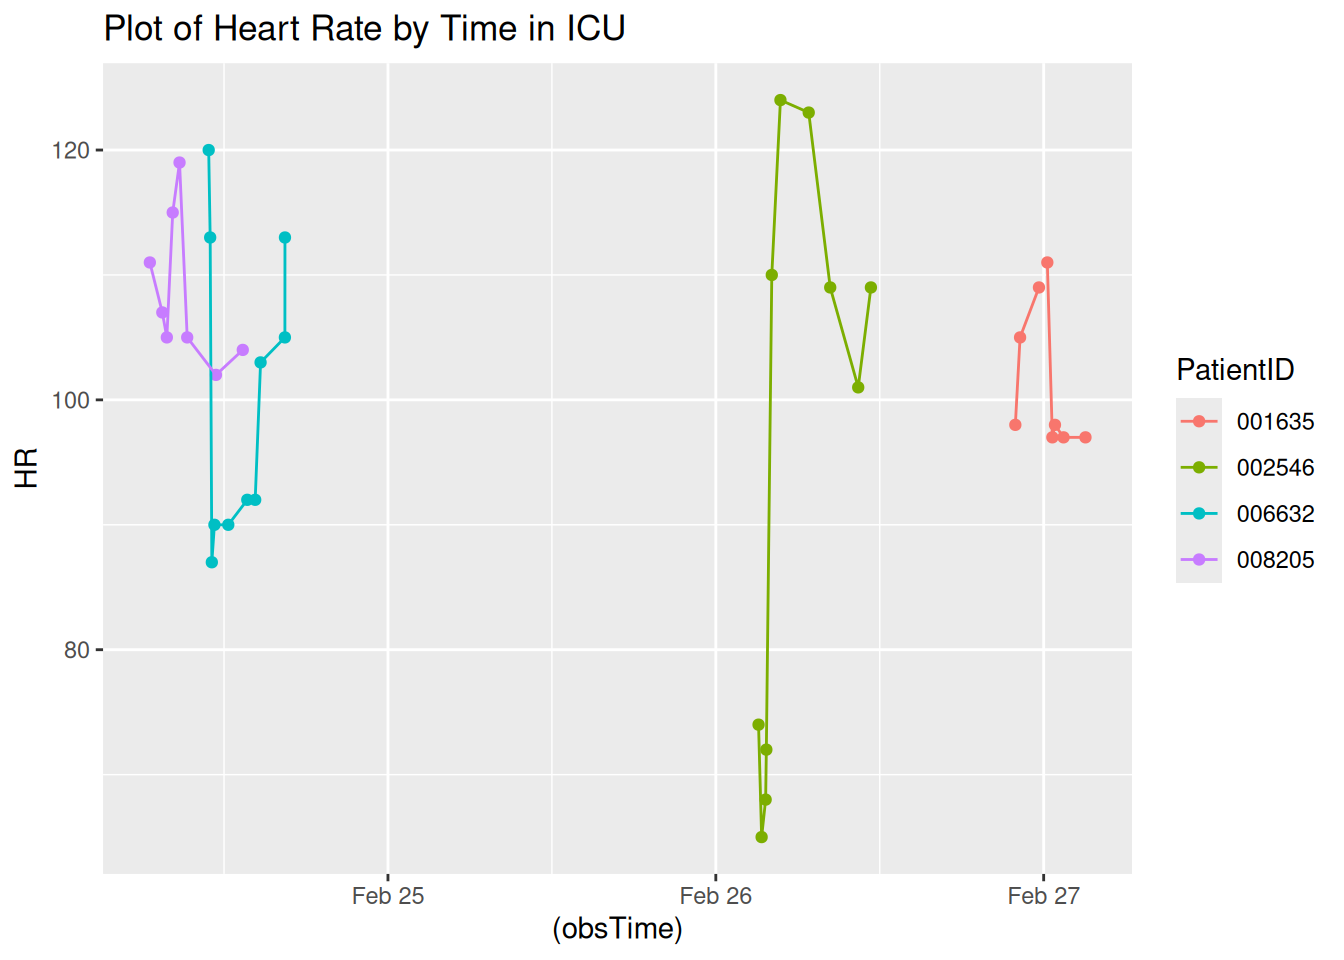 Plot of Heart Rate by Time in ICU
120
100
80
HR
Feb 25
Feb 26
Feb 27
(obsTime)
PatientID
001635
002546
006632
008205